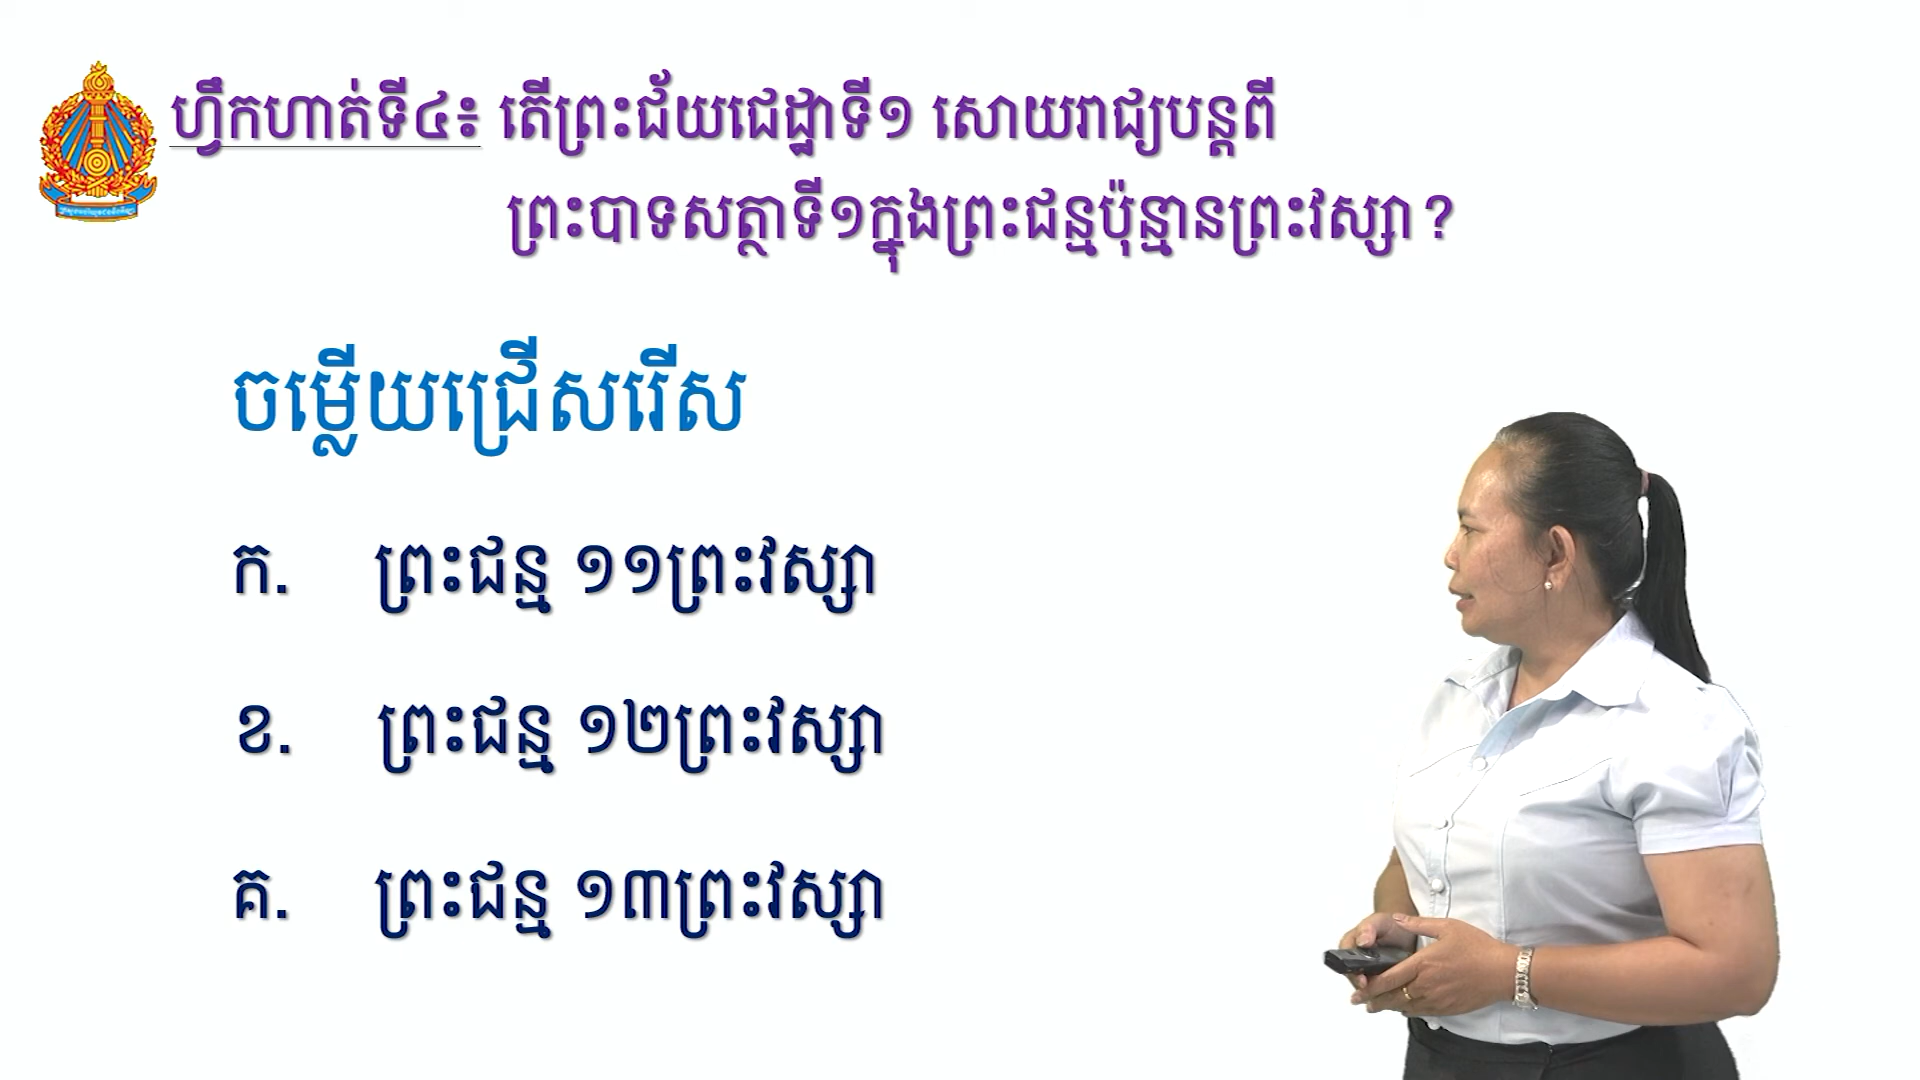 ហ្វឹកហាត់ទី៤៖ តើព្រះជ័យជេដ្ឋាទី១ សោយរាជ្យបន្តពី
ព្រះបាទសត្ថាទី១ក្នុងព្រះជន្មប៉ុន្មានព្រះវស្សា?
ចម្លើយជ្រើសរើស
ក. ព្រះជន្ម ១១ព្រះវស្សា
ខ. ព្រះជន្ម ១២ព្រះវស្សា
គ. ព្រះជន្ម ១៣ព្រះវស្សា